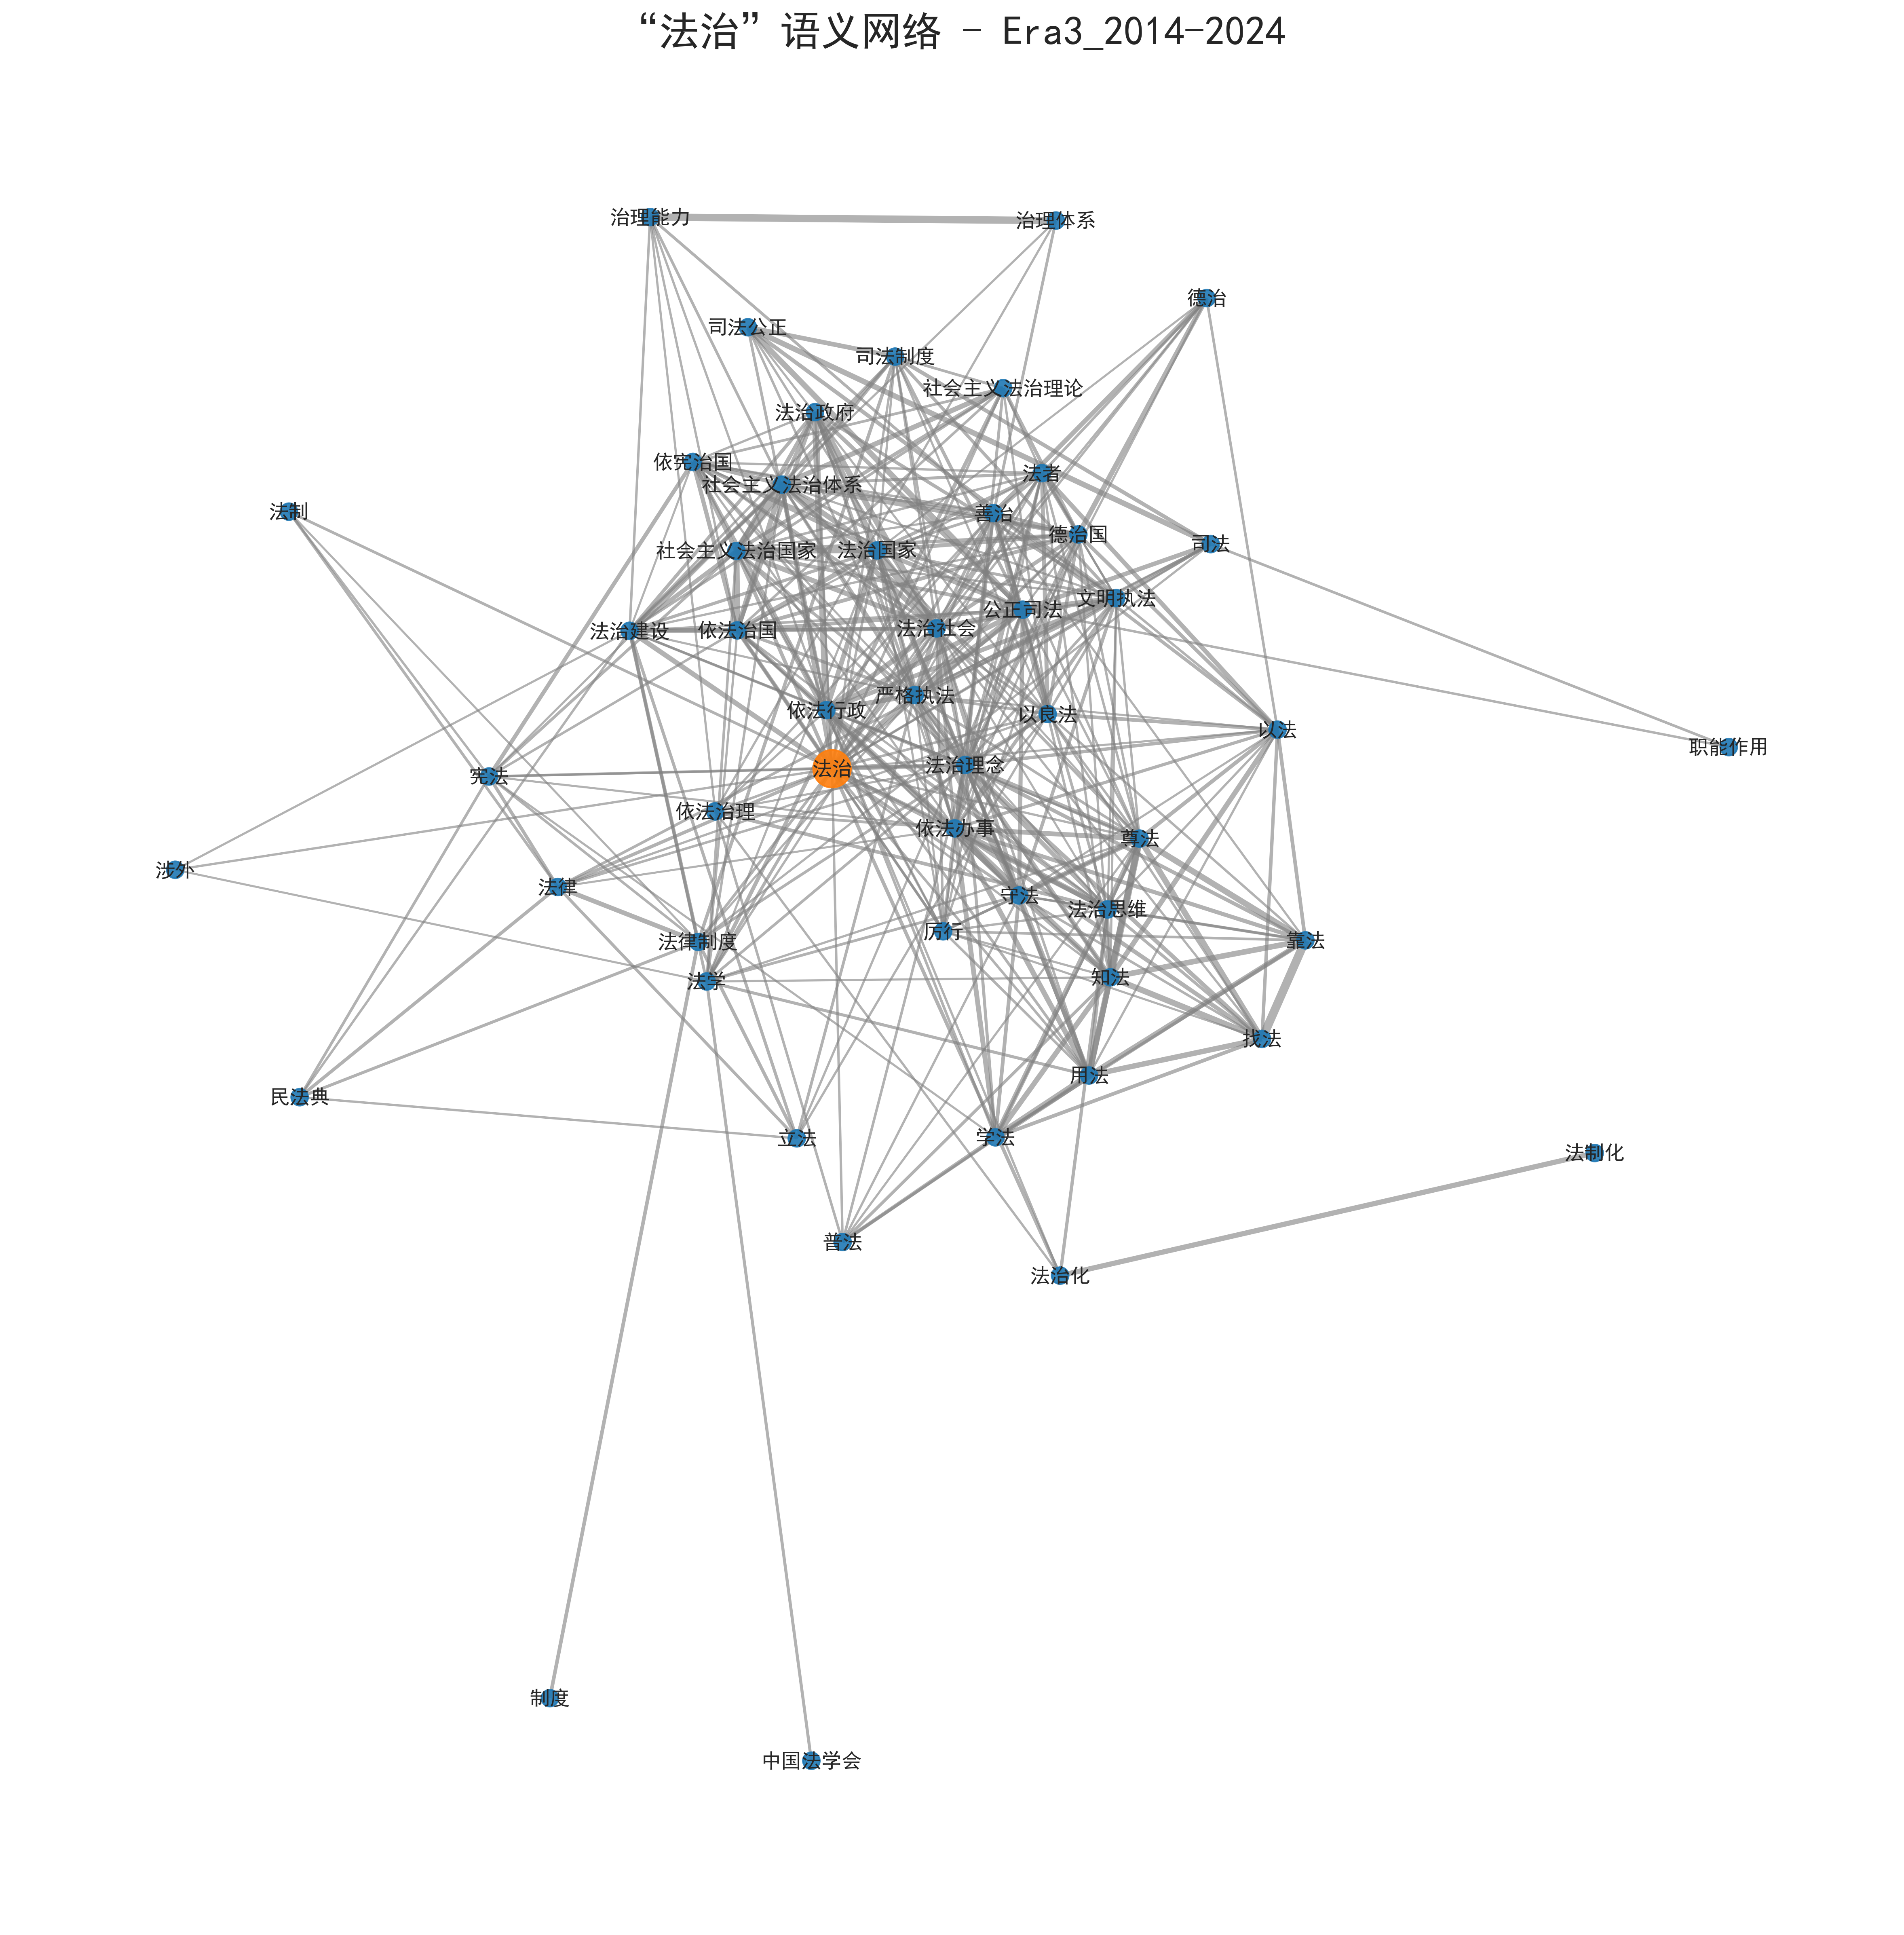 “法治”语义网络 - Era3_2014-2024
治理能力
治理体系
德治
司法公正
司法制度
社会主义法治理论
法治政府
依宪治国
法者
社会主义法治体系
法制
善治
德治国
司法
社会主义法治国家
法治国家
文明执法
公正司法
法治社会
依法治国
法治建设
严格执法
依法行政
以良法
以法
职能作用
法治理念
法治
宪法
依法治理
依法办事
尊法
涉外
法律
守法
法治思维
厉行
靠法
法律制度
知法
法学
找法
用法
民法典
学法
立法
法制化
普法
法治化
制度
中国法学会